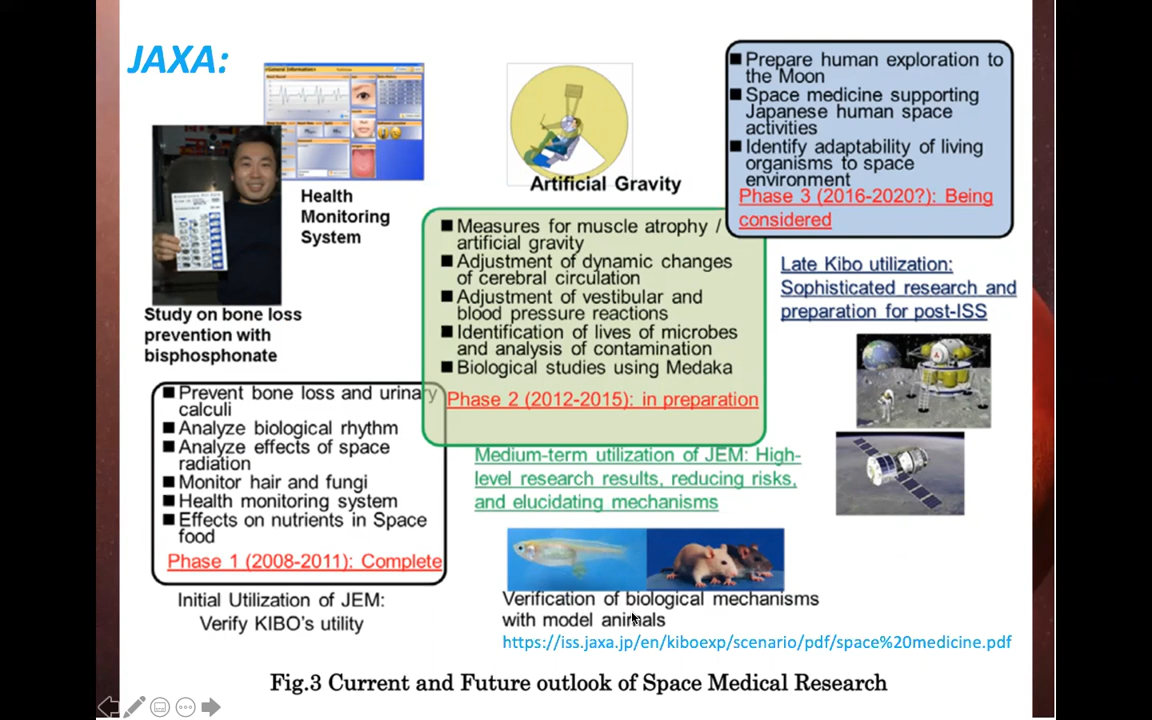 JAXA:
Health
Monitoring
System
Study on bone loss
prevention with
bisphosphonate
■ Prevent bone loss and urinary
calculi
■ Analyze biological rhythm
■ Analyze effects of space
radiation
■ Monitor hair and fungi
■ Health monitoring system
■ Effects on nutrients in Space
food
Phase 1 (2008-2011): Complete
Initial Utilization of JEM:
Verify KIBO's utility
Artificial Gravity
■ Measures for muscle atrophy /
artificial gravity
■ Adjustment of dynamic changes
of cerebral circulation
■ Adjustment of vestibular and
blood pressure reactions
■ Identification of lives of microbes
and analysis of contamination
■ Biological studies using Medaka
Phase 2 (2012-2015): in preparation
Medium-term utilization of JEM: High-
level research results, reducing risks,
and elucidating mechanisms
Verification of biological mechanisms
with model animals
https://iss.jaxa.jp/en/kiboexp/scenario/pdf/space%20medicine.pdf
■ Prepare human exploration to
the Moon
■ Space medicine supporting
Japanese human space
activities
■ Identify adaptability of living
organisms to space
environment
Phase 3 (2016-2020?): Being
considered
Late Kibo utilization:
Sophisticated research and
preparation for post-ISS
Fig.3 Current and Future outlook of Space Medical Research